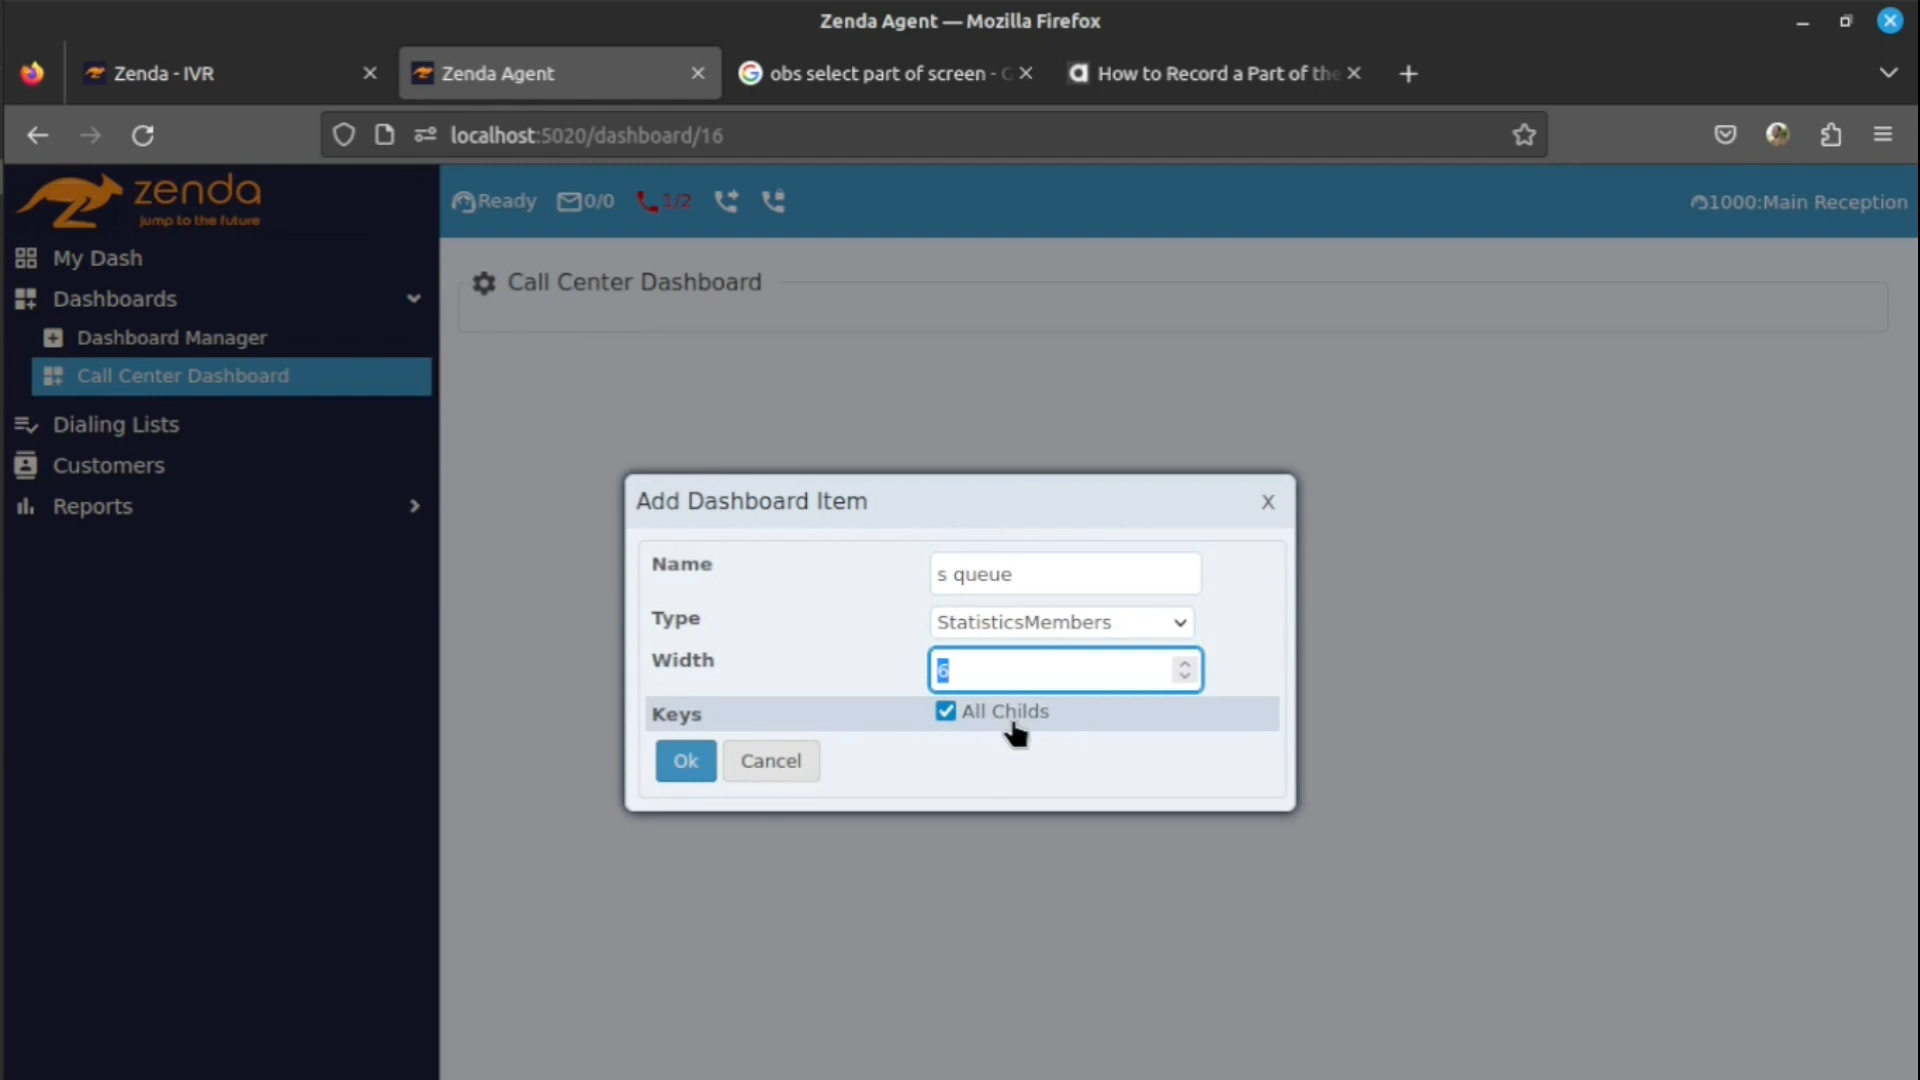 Zenda Agent — Mozilla Firefox
Zenda - IVR
Zenda Agent
obs select part of screen - G
How to Record a Part of the
localhost:5020/dashboard/16
zenda
jump to the future
Ready
0/0
1/2
1000:Main Reception
My Dash
Dashboards
Dashboard Manager
Call Center Dashboard
Dialing Lists
Customers
Reports
Call Center Dashboard
Add Dashboard Item
X
Name
s queue
Type
StatisticsMembers
Width
6
Keys
All Childs
Ok
Cancel